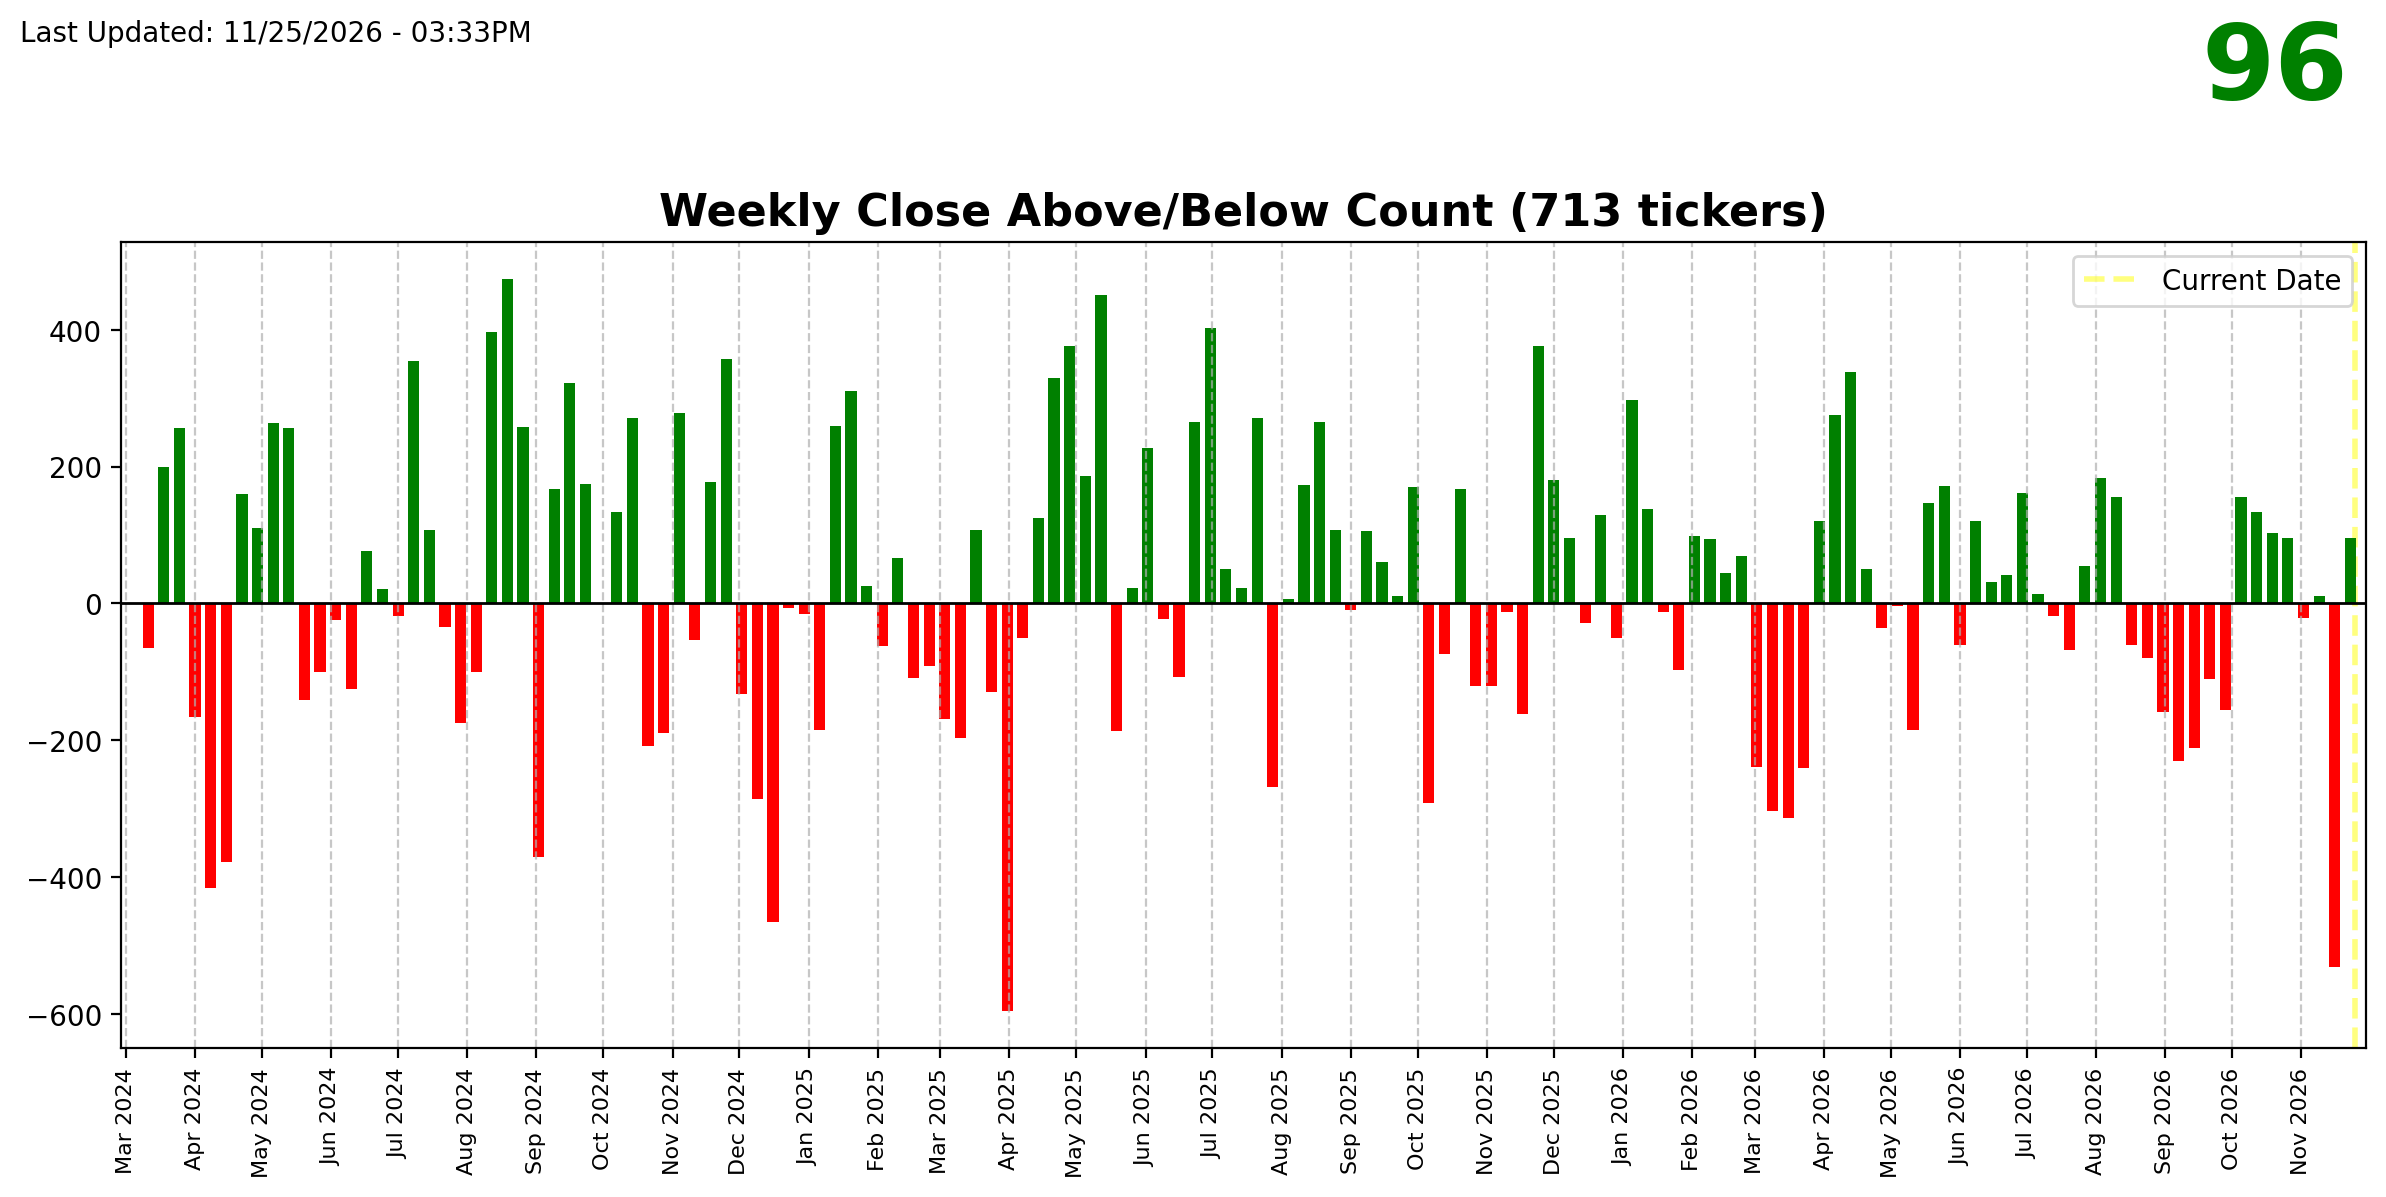 Last Updated: 11/25/2026 - 03:33PM
96
Weekly Close Above/Below Count (713 tickers)
Current Date
400
200
0
−200
−400
−600
Mar 2024
Apr 2024
May 2024
Jun 2024
Jul 2024
Aug 2024
Sep 2024
Oct 2024
Nov 2024
Dec 2024
Jan 2025
Feb 2025
Mar 2025
Apr 2025
May 2025
Jun 2025
Jul 2025
Aug 2025
Sep 2025
Oct 2025
Nov 2025
Dec 2025
Jan 2026
Feb 2026
Mar 2026
Apr 2026
May 2026
Jun 2026
Jul 2026
Aug 2026
Sep 2026
Oct 2026
Nov 2026